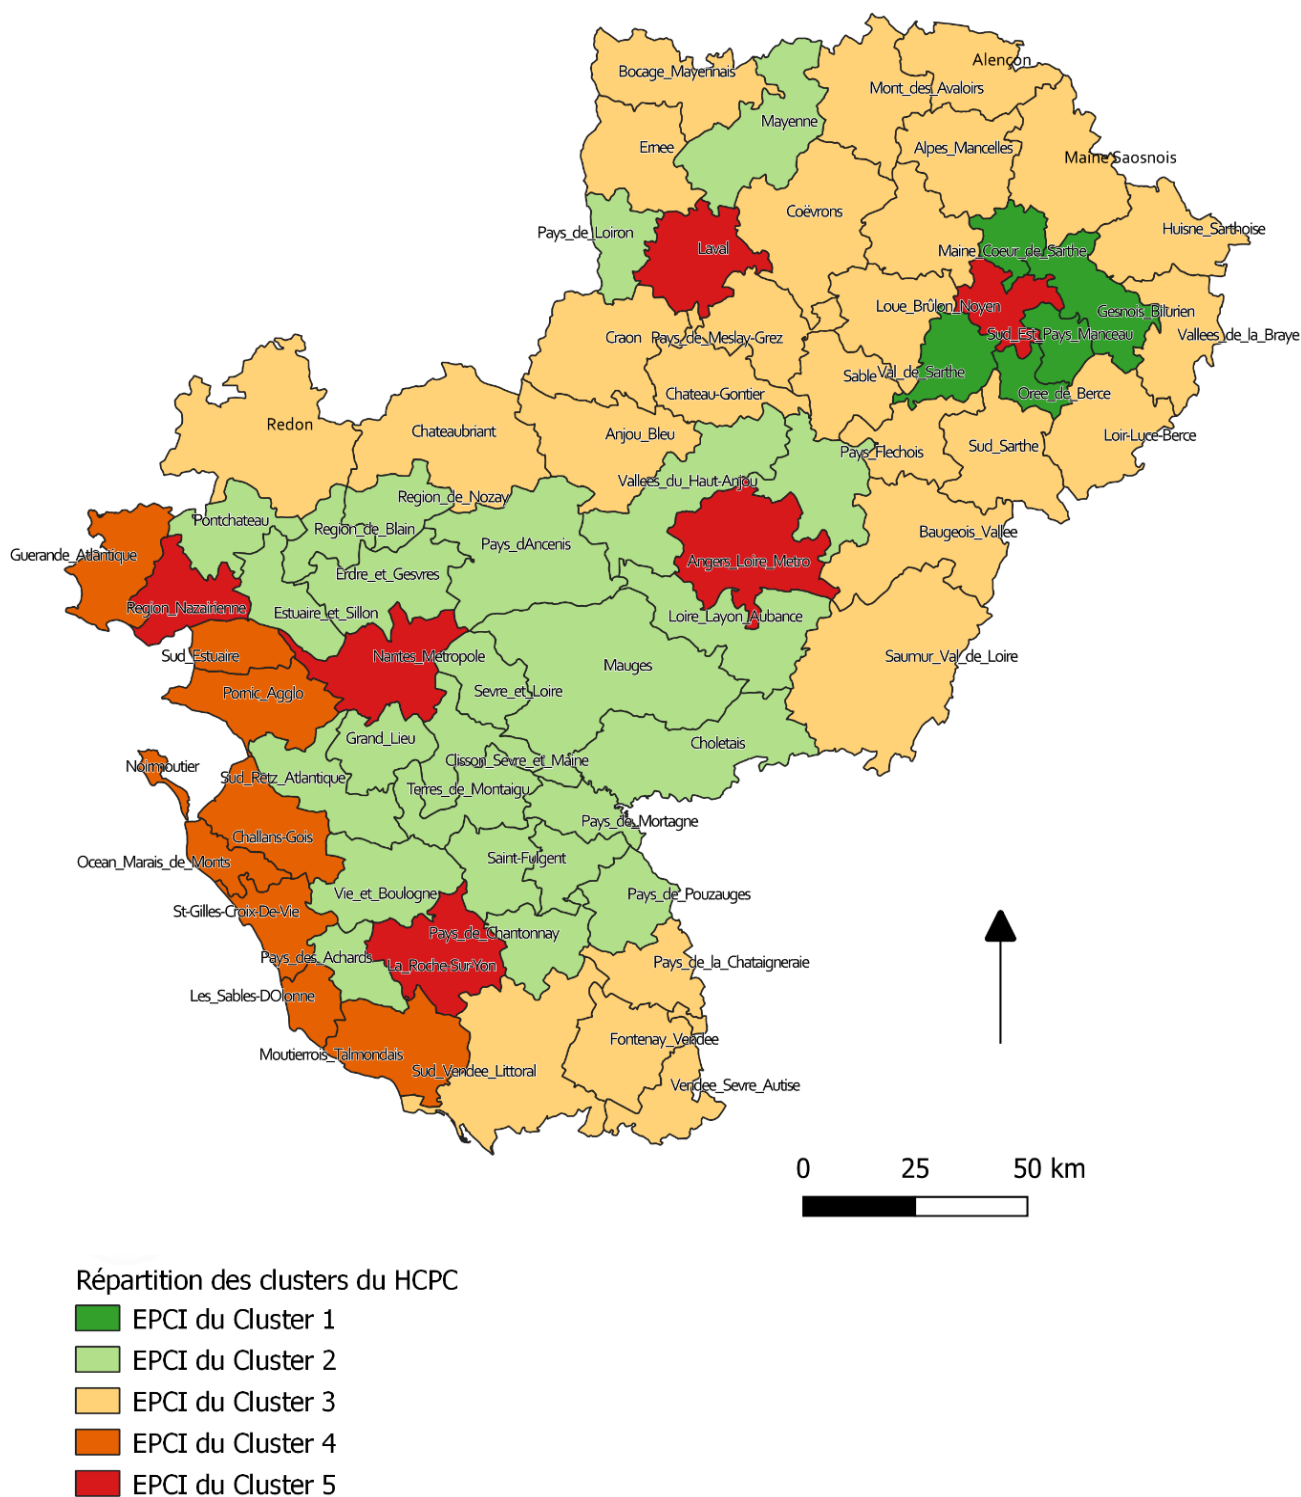 Alençon
Bocage_Mayennais
Mont_des_Avaloirs
Mayenne
Ernee
Alpes_Mancelles
Maine Saosnois
Coëvrons
Pays_de_Loiron
Huisne_Sarthoise
Laval
Maine_Coeur_de_Sarthe
Loue_Brûlon_Noyen
Gesnois_Bilurien
Craon
Pays_de_Meslay-Grez
Sud_Est_Pays_Manceau
Vallees_de_la_Braye
Sable
Val_de_Sarthe
Chateau-Gontier
Oree_de_Berce
Redon
Chateaubriant
Anjou_Bleu
Pays_Flechois
Sud_Sarthe
Loir-Luce-Berce
Vallees_du_Haut-Anjou
Region_de_Nozay
Pontchateau
Region_de_Blain
Pays_dAncenis
Baugeois_Vallee
Guerande_Atlantique
Erdre_et_Gesvres
Angers_Loire_Metro
Region_Nazairienne
Estuaire_et_Sillon
Loire_Layon_Aubance
Sud_Estuaire
Nantes_Metropole
Mauges
Saumur_Val_de_Loire
Pornic_Agglo
Sevre_et_Loire
Grand_Lieu
Choletais
Noirmoutier
Sud_Retz_Atlantique
Clisson_Sevre_et_Maine
Terres_de_Montaigu
Pays_de_Mortagne
Challans-Gois
Ocean_Marais_de_Monts
Saint-Fulgent
Vie_et_Boulogne
Pays_de_Pouzauges
St-Gilles-Croix-De-Vie
Pays_de_Chantonnay
Pays_des_Achards
La_Roche-Sur-Yon
Pays_de_la_Chataigneraie
Les_Sables-DOlonne
Fontenay_Vendee
Moutierrois_Talmondais
Sud_Vendee_Littoral
Vendee_Sevre_Autise
0 25 50 km
Répartition des clusters du HCPC
EPCI du Cluster 1
EPCI du Cluster 2
EPCI du Cluster 3
EPCI du Cluster 4
EPCI du Cluster 5